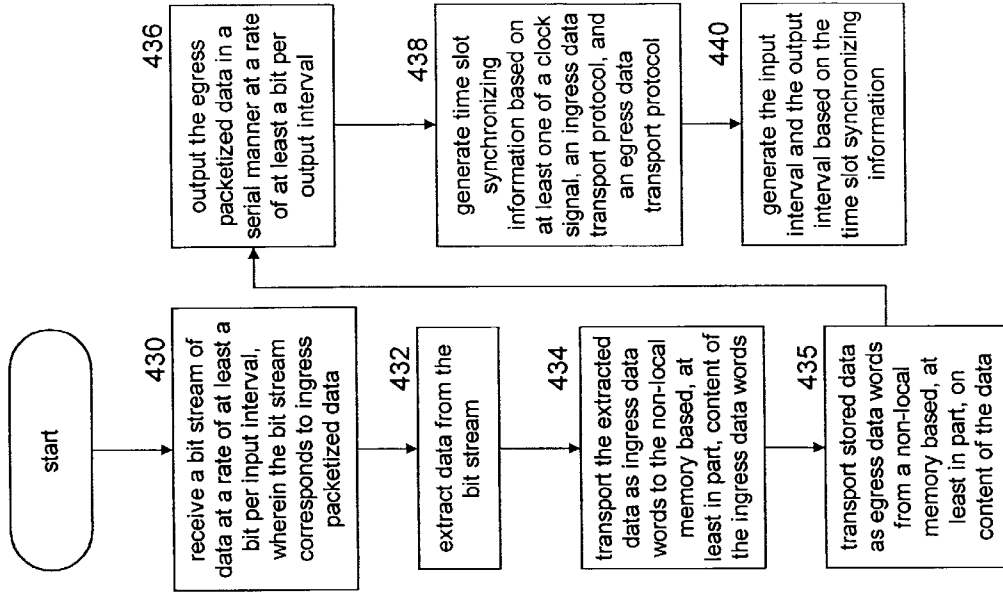 start
430
receive a bit stream of
data at a rate of at least a
bit per input interval,
wherein the bit stream
corresponds to ingress
packetized data
432
extract data from the
bit stream
434
transport the extracted
data as ingress data
words to the non-local
memory based, at
least in part, content of
the ingress data words
435
transport stored data
as egress data words
from a non-local
memory based, at
least in part, on
content of the data
436
output the egress
packetized data in a
serial manner at a rate
of at least a bit per
output interval
438
generate time slot
synchronizing
information based on
at least one of a clock
signal, an ingress data
transport protocol, and
an egress data
transport protocol
440
generate the input
interval and the output
interval based on the
time slot synchronizing
information